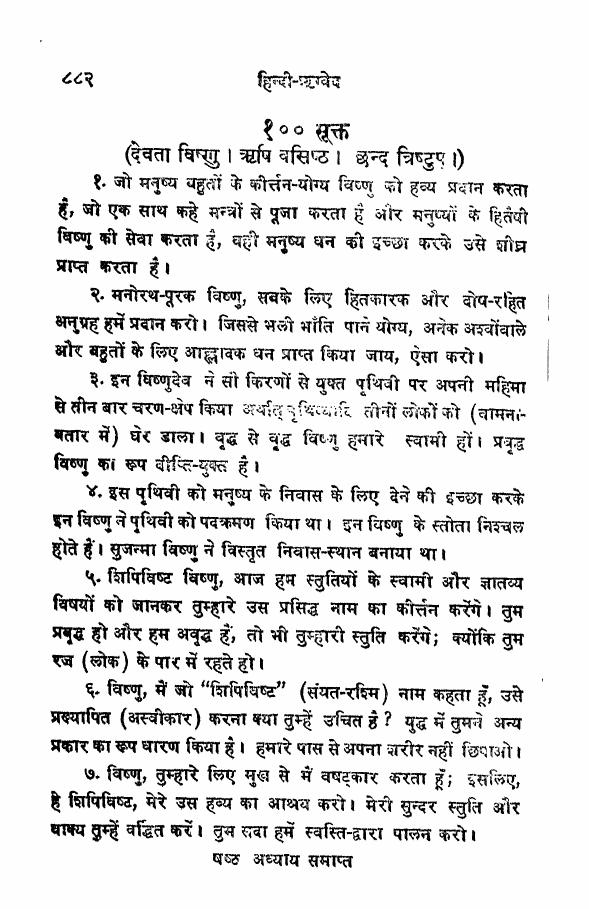 ८८२ हिन्दी-ऋग्वेद
१०० सूक्त
(देवता विष्णु । ऋषि वसिष्ठ । छन्द त्रिष्टुप् ।)
१. जो मनुष्य बहुतों के कीर्त्तन-योग्य विष्णु को हव्य प्रदान करता
है, जो एक साथ कहे मन्त्रों से पूजा करता है और मनुष्यों के हितैषी
विष्णु की सेवा करता है, वही मनुष्य धन की इच्छा करके उसे शीघ्र
प्राप्त करता है ।
२. मनोरथ-पूरक विष्णु, सबके लिए हितकारक और दोष-रहित
अनुग्रह हमें प्रदान करो । जिससे भली भाँति पाने योग्य, अनेक अश्वोंवाले
और बहुतों के लिए आह्लादक धन प्राप्त किया जाय, ऐसा करो ।
३. इन विष्णुदेव ने सौ किरणों से युक्त पृथिवी पर अपनी महिमा
से तीन बार चरण-क्षेप किया अर्थात् पृथिव्यादि तीनों लोकों को (वामना-
वतार में) घेर डाला । वृद्ध से वृद्ध विष्णु हमारे स्वामी हों । प्रवृद्ध
विष्णु का रूप दीप्ति-युक्त है ।
४. इस पृथिवी को मनुष्य के निवास के लिए देने की इच्छा करके
इन विष्णु ने पृथिवी को पदक्रमण किया था । इन विष्णु के स्तोता निश्चल
होते हैं । सुजन्मा विष्णु ने विस्तृत निवास-स्थान बनाया था ।
५. शिपिविष्ट विष्णु, आज हम स्तुतियों के स्वामी और ज्ञातव्य
विषयों को जानकर तुम्हारे उस प्रसिद्ध नाम का कीर्त्तन करेंगे । तुम
प्रवृद्ध हो और हम अवृद्ध हैं, तो भी तुम्हारी स्तुति करेंगे; क्योंकि तुम
रज (लोक) के पार में रहते हो ।
६. विष्णु, मैं जो "शिपिविष्ट" (संयत-रश्मि) नाम कहता हूँ, उसे
प्रख्यापित (अस्वीकार) करना क्या तुम्हें उचित है ? युद्ध में तुमने अन्य
प्रकार का रूप धारण किया है । हमारे पास से अपना शरीर नहीं छिपाओ ।
७. विष्णु, तुम्हारे लिए मुख से मैं वषट्कार करता हूँ; इसलिए,
हे शिपिविष्ट, मेरे उस हव्य का आश्रय करो । मेरी सुन्दर स्तुति और
वाक्य तुम्हें वर्द्धित करें । तुम सदा हमें स्वस्ति-द्वारा पालन करो ।
षष्ठ अध्याय समाप्त